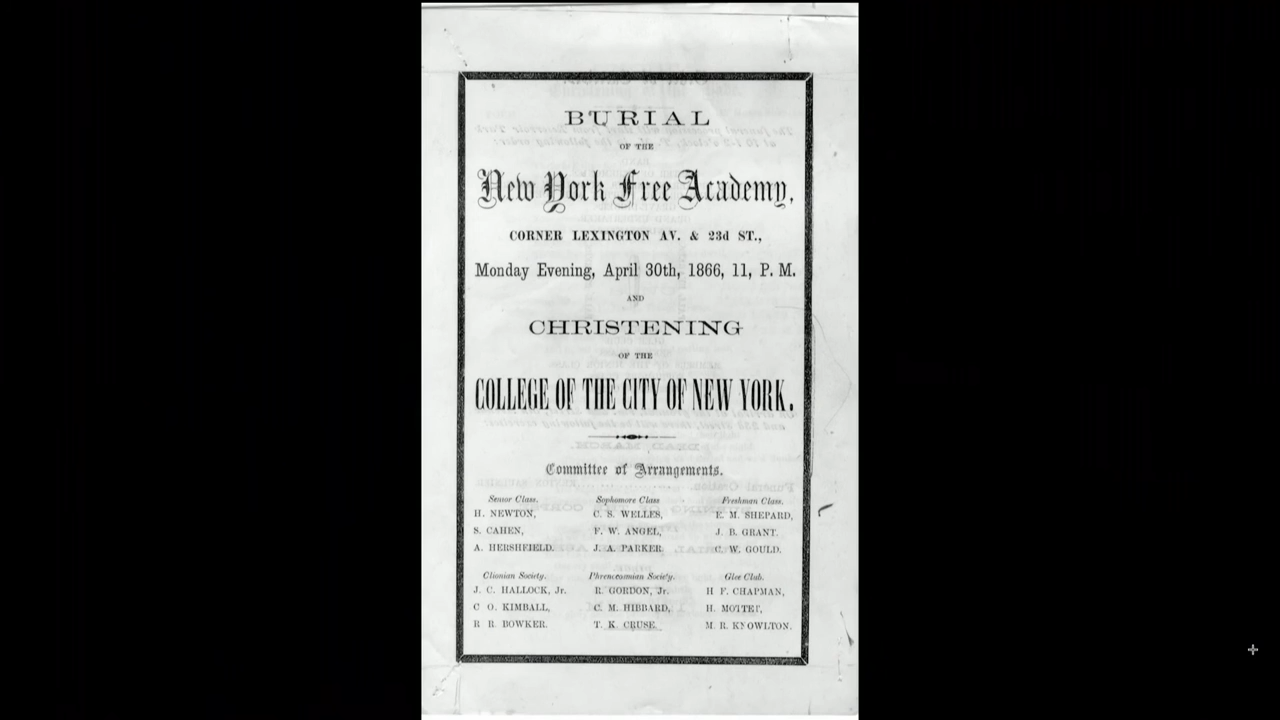 BURIAL
OF THE
New York Free Academy,
CORNER LEXINGTON AV. & 23d ST.,
Monday Evening, April 30th, 1866, 11, P. M.
AND
CHRISTENING
OF THE
COLLEGE OF THE CITY OF NEW YORK.
Committee of Arrangements.
Senior Class. Sophomore Class Freshman Class.
H. NEWTON, C. S. WELLES, E. M. SHEPARD,
S. CAHEN, F. W. ANGEL, J. B. GRANT.
A. HERSHFIELD. J. A. PARKER. C. W. GOULD.
Clionian Society. Phrenocosmian Society. Glee Club.
J. C. HALLOCK, Jr. R. GORDON, Jr. H F. CHAPMAN,
C O. KIMBALL, C. M. HIBBARD, H. MOTTET,
R R. BOWKER. T. K. CRUSE. M. R. KNOWLTON.